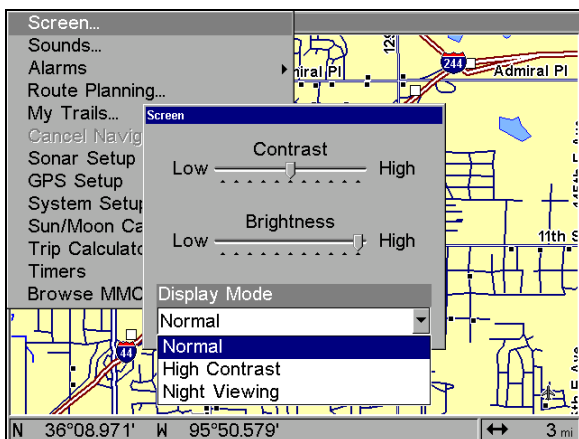 Screen...
Sounds...
Alarms
Route Planning...
My Trails...
Cancel Navig
Sonar Setup
GPS Setup
System Setup
Sun/Moon Ca
Trip Calculato
Timers
Browse MMC
Screen
Contrast
Low
High
Brightness
Low
High
Display Mode
Normal
Normal
High Contrast
Night Viewing
244
Admiral Pl
11th S
44
N 36°08.971' W 95°50.579'
3 mi